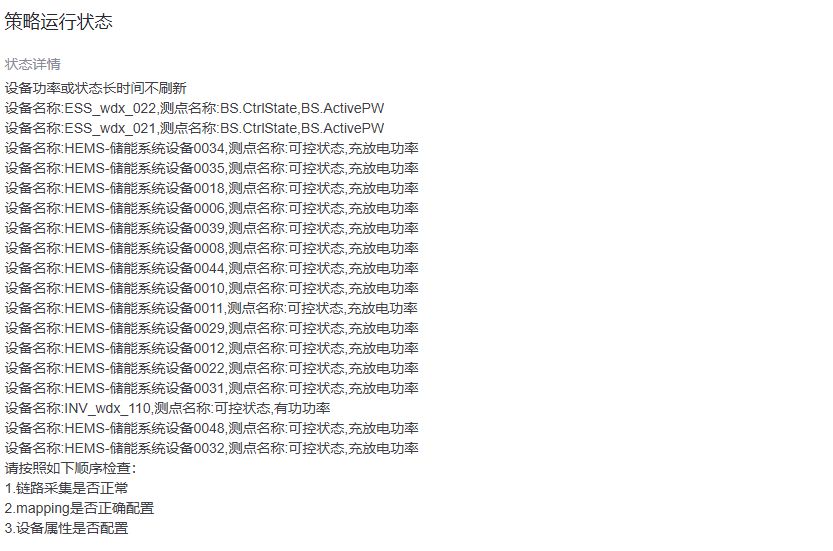 策略运行状态
状态详情
设备功率或状态长时间不刷新
设备名称:ESS_wdx_022,测点名称:BS.CtrlState,BS.ActivePW
设备名称:ESS_wdx_021,测点名称:BS.CtrlState,BS.ActivePW
设备名称:HEMS-储能系统设备0034,测点名称:可控状态,充放电功率
设备名称:HEMS-储能系统设备0035,测点名称:可控状态,充放电功率
设备名称:HEMS-储能系统设备0018,测点名称:可控状态,充放电功率
设备名称:HEMS-储能系统设备0006,测点名称:可控状态,充放电功率
设备名称:HEMS-储能系统设备0039,测点名称:可控状态,充放电功率
设备名称:HEMS-储能系统设备0008,测点名称:可控状态,充放电功率
设备名称:HEMS-储能系统设备0044,测点名称:可控状态,充放电功率
设备名称:HEMS-储能系统设备0010,测点名称:可控状态,充放电功率
设备名称:HEMS-储能系统设备0011,测点名称:可控状态,充放电功率
设备名称:HEMS-储能系统设备0029,测点名称:可控状态,充放电功率
设备名称:HEMS-储能系统设备0012,测点名称:可控状态,充放电功率
设备名称:HEMS-储能系统设备0022,测点名称:可控状态,充放电功率
设备名称:HEMS-储能系统设备0031,测点名称:可控状态,充放电功率
设备名称:INV_wdx_110,测点名称:可控状态,有功功率
设备名称:HEMS-储能系统设备0048,测点名称:可控状态,充放电功率
设备名称:HEMS-储能系统设备0032,测点名称:可控状态,充放电功率
请按照如下顺序检查：
1.链路采集是否正常
2.mapping是否正确配置
3.设备属性是否配置